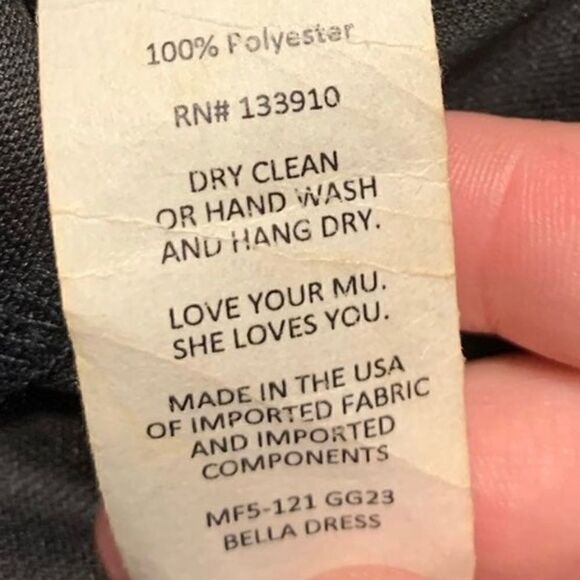 100% Polyester
RN# 133910
DRY CLEAN
OR HAND WASH
AND HANG DRY.
LOVE YOUR MU.
SHE LOVES YOU.
MADE IN THE USA
OF IMPORTED FABRIC
AND IMPORTED
COMPONENTS
MF5-121 GG23
BELLA DRESS